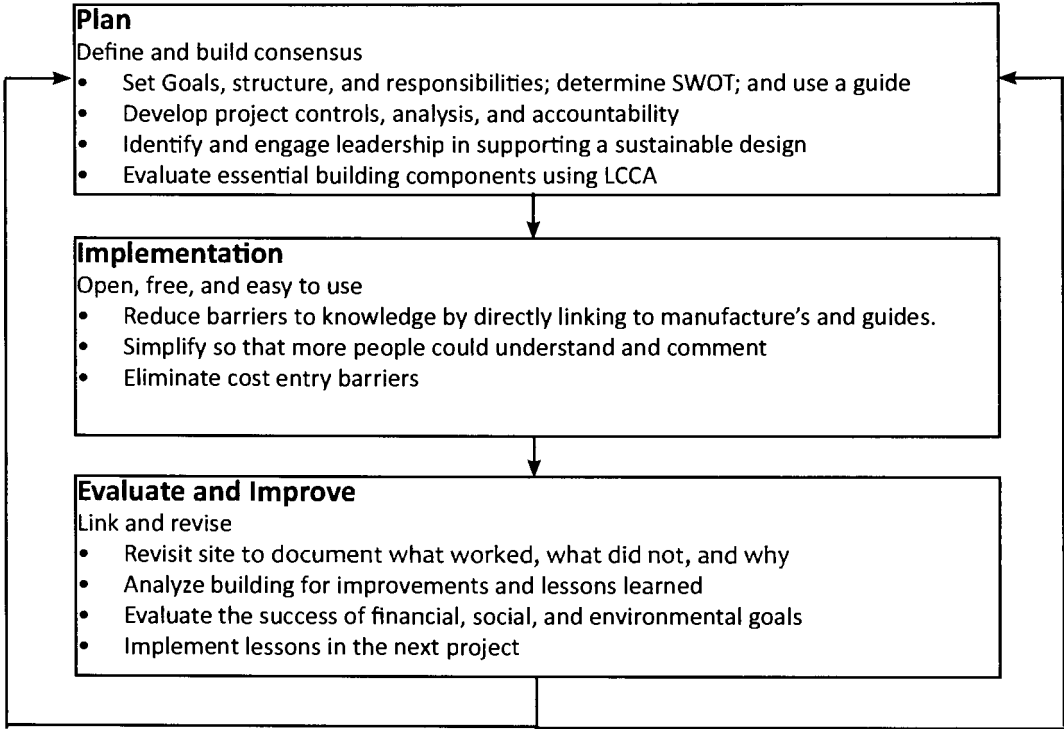 Plan
Define and build consensus
• Set Goals, structure, and responsibilities; determine SWOT; and use a guide
• Develop project controls, analysis, and accountability
• Identify and engage leadership in supporting a sustainable design
• Evaluate essential building components using LCCA
Implementation
Open, free, and easy to use
• Reduce barriers to knowledge by directly linking to manufacture's and guides.
• Simplify so that more people could understand and comment
• Eliminate cost entry barriers
Evaluate and Improve
Link and revise
• Revisit site to document what worked, what did not, and why
• Analyze building for improvements and lessons learned
• Evaluate the success of financial, social, and environmental goals
• Implement lessons in the next project